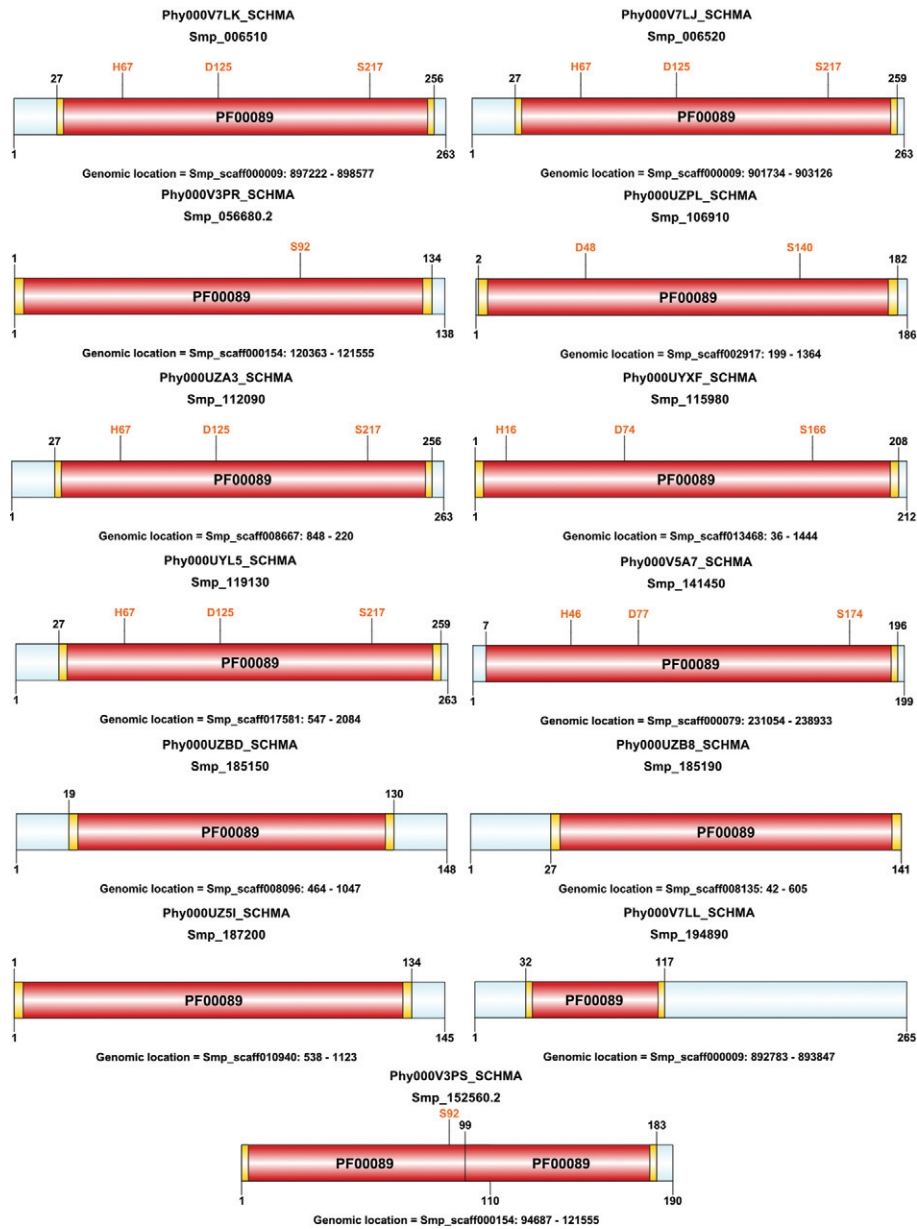 Phy000V7LK_SCHMA
Smp_006510
H67 D125 S217
27 256
PF00089
1 263
Genomic location = Smp_scaff000009: 897222 - 898577
Phy000V7LJ_SCHMA
Smp_006520
H67 D125 S217
27 259
PF00089
1 263
Genomic location = Smp_scaff000009: 901734 - 903126
Phy000V3PR_SCHMA
Smp_056680.2
S92
1 134
PF00089
1 138
Genomic location = Smp_scaff000154: 120363 - 121555
Phy000UZPL_SCHMA
Smp_106910
D48 S140
2 182
PF00089
1 186
Genomic location = Smp_scaff002917: 199 - 1364
Phy000UZA3_SCHMA
Smp_112090
H67 D125 S217
27 256
PF00089
1 263
Genomic location = Smp_scaff008667: 848 - 220
Phy000UYXF_SCHMA
Smp_115980
H16 D74 S166
1 208
PF00089
1 212
Genomic location = Smp_scaff013468: 36 - 1444
Phy000UYL5_SCHMA
Smp_119130
H67 D125 S217
27 259
PF00089
1 263
Genomic location = Smp_scaff017581: 547 - 2084
Phy000V5A7_SCHMA
Smp_141450
H46 D77 S174
7 196
PF00089
1 199
Genomic location = Smp_scaff000079: 231054 - 238933
Phy000UZBD_SCHMA
Smp_185150
19 130
PF00089
1 148
Genomic location = Smp_scaff008096: 464 - 1047
Phy000UZB8_SCHMA
Smp_185190
PF00089
1 27 141
Genomic location = Smp_scaff008135: 42 - 605
Phy000UZ5I_SCHMA
Smp_187200
1 134
PF00089
1 145
Genomic location = Smp_scaff010940: 538 - 1123
Phy000V7LL_SCHMA
Smp_194890
32 117
PF00089
1 265
Genomic location = Smp_scaff000009: 892783 - 893847
Phy000V3PS_SCHMA
Smp_152560.2
S92
99 183
PF00089 PF00089
1 110 190
Genomic location = Smp_scaff000154: 94687 - 121555